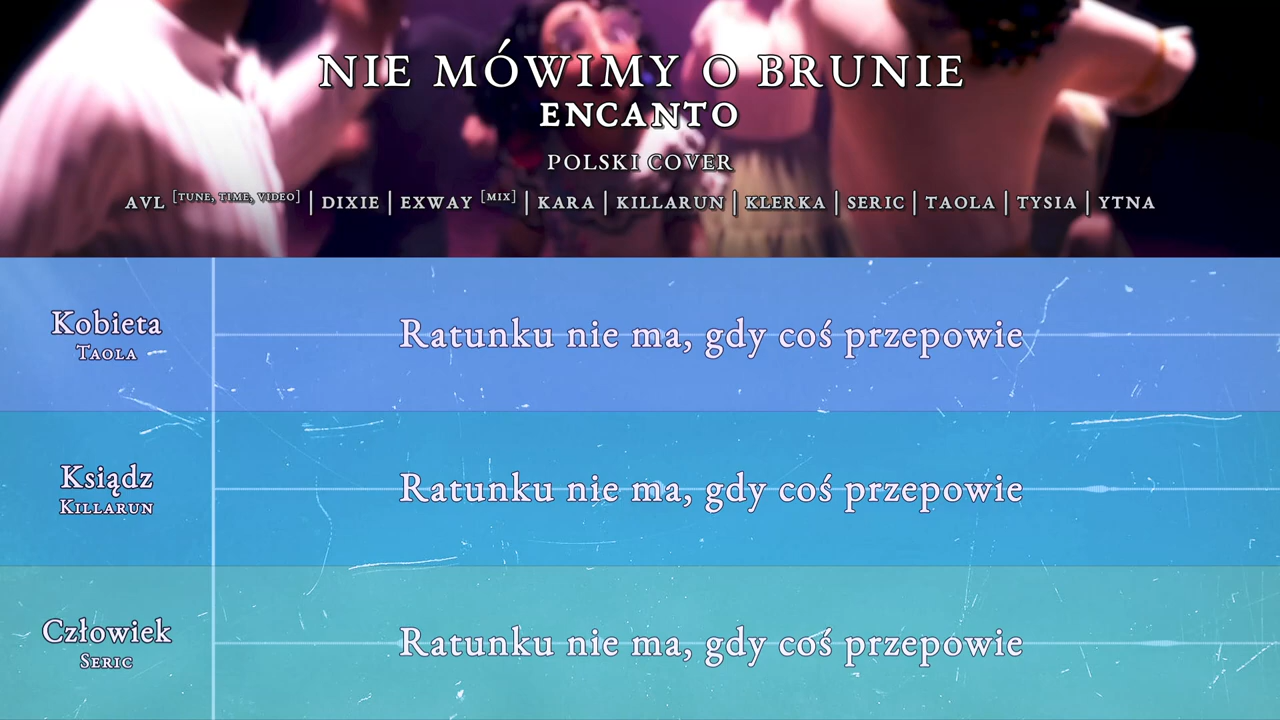 NIE MÓWIMY O BRUNIE
ENCANTO
POLSKI COVER
AVL [TUNE, TIME, VIDEO] | DIXIE | EXWAY [MIX] | KARA | KILLARUN | KLERKA | SERIC | TAOLA | TYSIA | YTNA
Kobieta
Taola
Ratunku nie ma, gdy coś przepowie
Ksiądz
Killarun
Ratunku nie ma, gdy coś przepowie
Człowiek
Seric
Ratunku nie ma, gdy coś przepowie